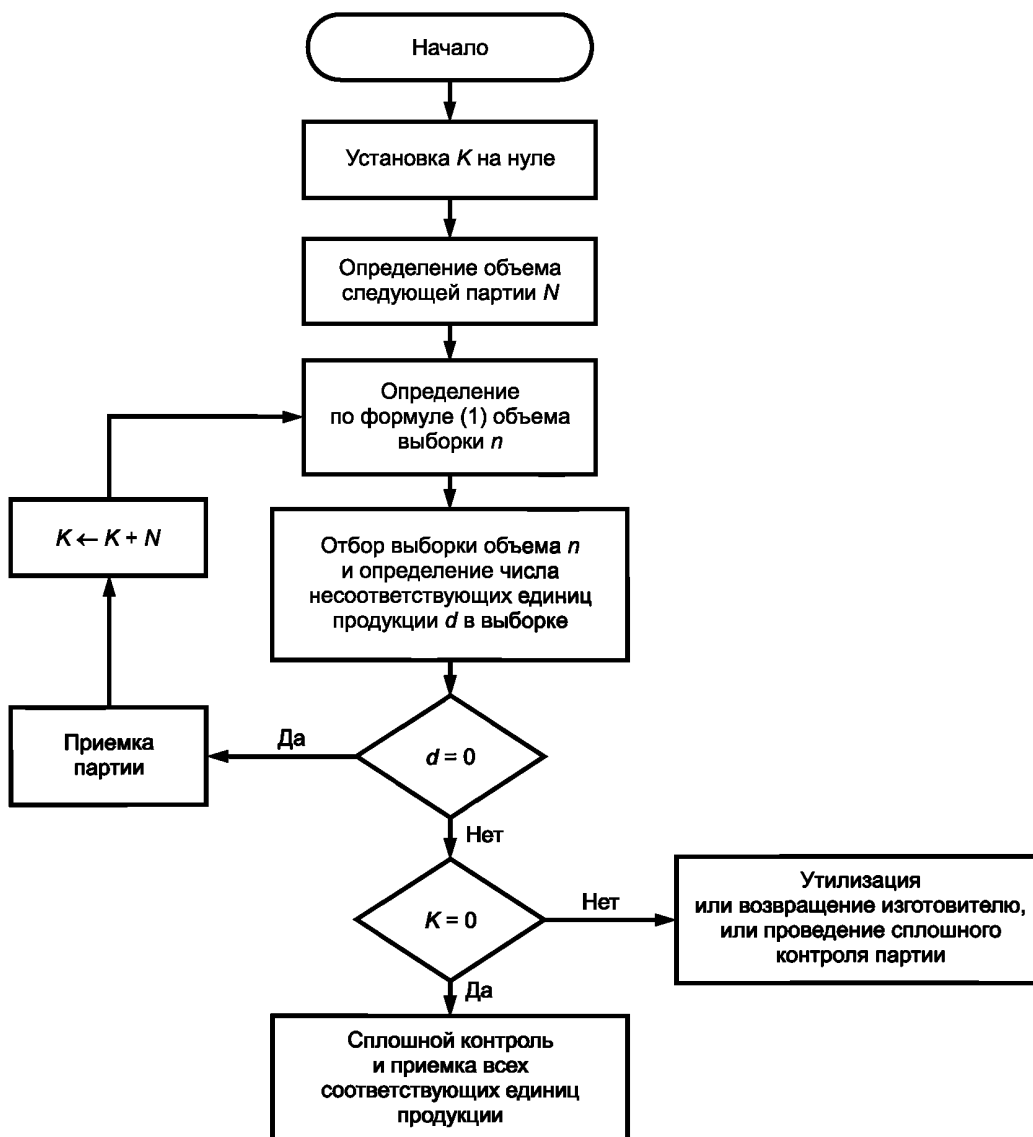 Начало
Установка K на нуле
Определение объема
следующей партии N
Определение
по формуле (1) объема
выборки n
K ← K + N
Отбор выборки объема n
и определение числа
несоответствующих единиц
продукции d в выборке
Приемка
партии
Да
d = 0
Нет
K = 0
Нет
Утилизация
или возвращение изготовителю,
или проведение сплошного
контроля партии
Да
Сплошной контроль
и приемка всех
соответствующих единиц
продукции